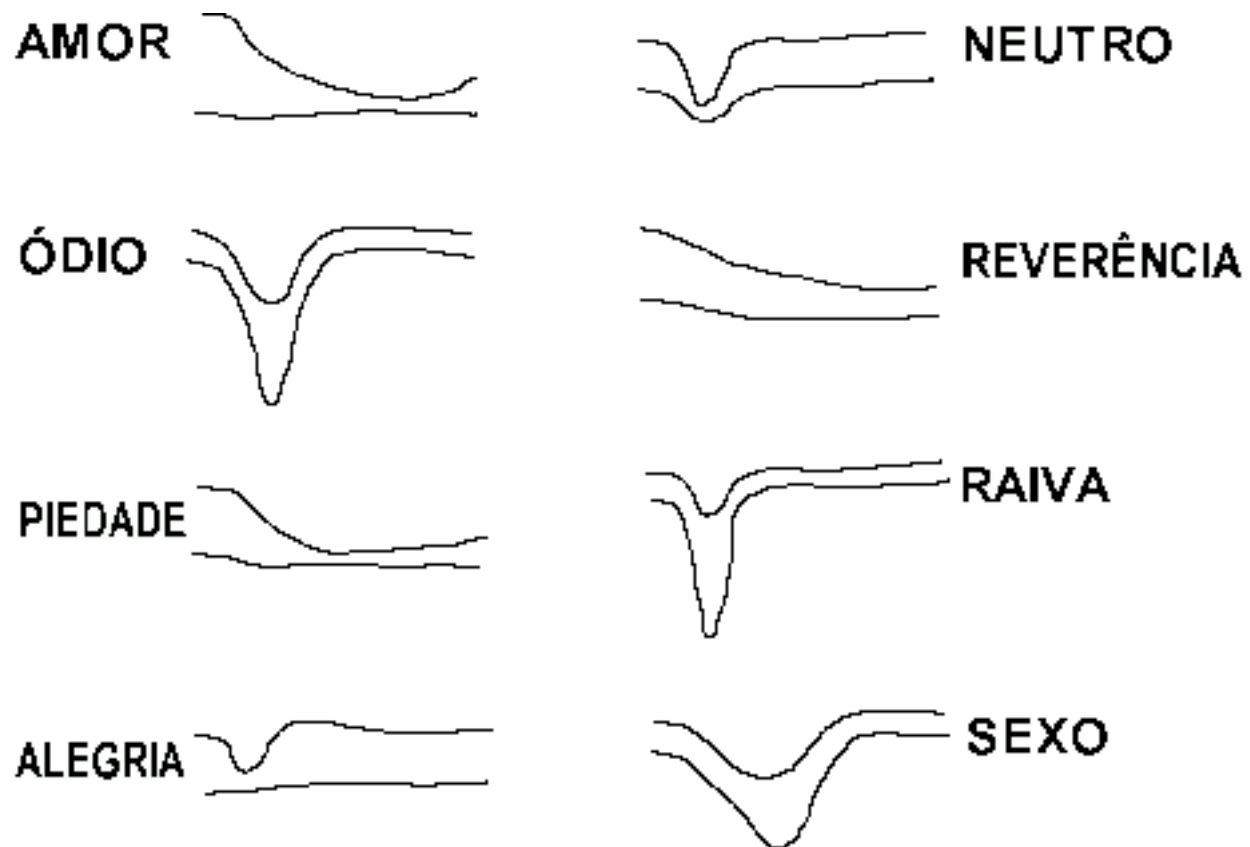 AMOR
NEUTRO
ÓDIO
REVERÊNCIA
PIEDADE
RAIVA
ALEGRIA
SEXO